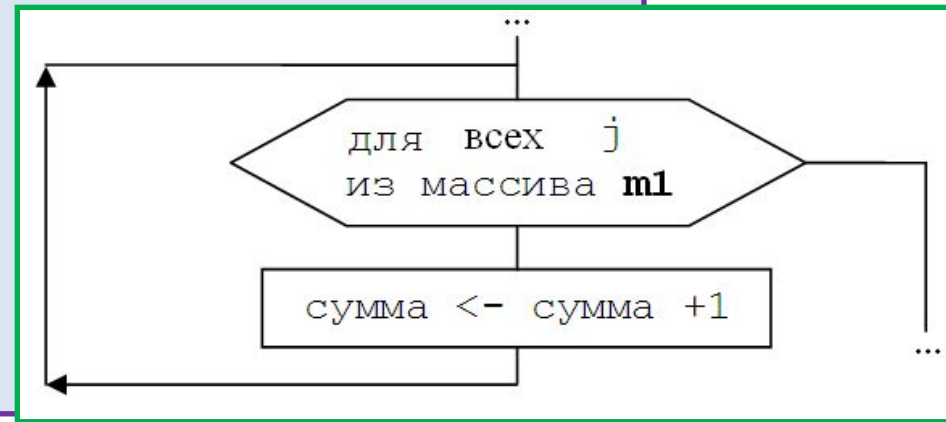 ...
для всех j
из массива m1
сумма <- сумма +1
...